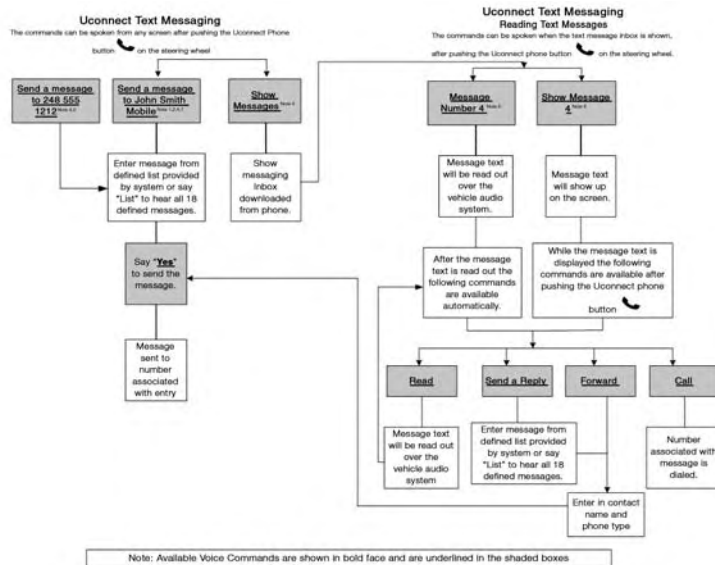 Uconnect Text Messaging
The commands can be spoken from any screen after pushing the Uconnect Phone
button on the steering wheel
Send a message
to 248 555
1212
Send a message
to John Smith
Mobile
Show
Messages
Enter message from
defined list provided
by system or say
"List" to hear all 18
defined messages.
Show
messaging
Inbox
downloaded
from phone.
Say "Yes"
to send the
message.
Message
sent to
number
associated
with entry
Uconnect Text Messaging
Reading Text Messages
The commands can be spoken when the text message inbox is shown,
after pushing the Uconnect phone button on the steering wheel.
Message
Number 4
Show Message
4
Message text
will be read out
over the
vehicle audio
system.
Message text
will show up
on the screen.
After the message
text is read out the
following commands
are available
automatically.
While the message text is
displayed the following
commands are available after
pushing the Uconnect phone
button
Read
Send a Reply
Forward
Call
Message text
will be read out
over the
vehicle audio
system
Enter message from
defined list provided
by system or say
"List" to hear all 18
defined messages.
Number
associated with
message is
dialed.
Enter in contact
name and
phone type
Note: Available Voice Commands are shown in bold face and are underlined in the shaded boxes